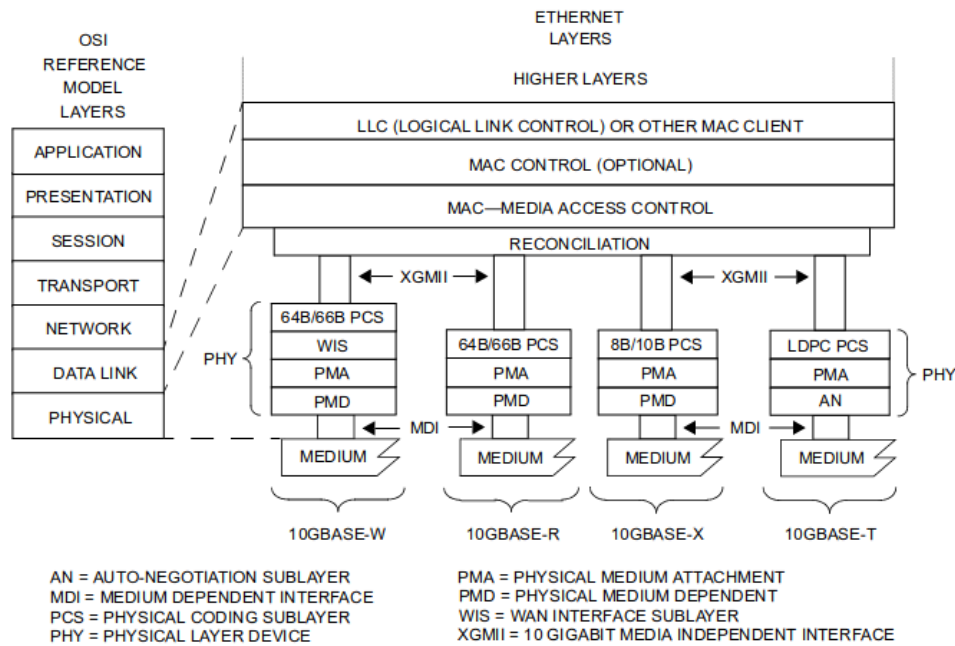 ETHERNET
LAYERS
OSI
REFERENCE
MODEL
LAYERS
HIGHER LAYERS
LLC (LOGICAL LINK CONTROL) OR OTHER MAC CLIENT
APPLICATION
MAC CONTROL (OPTIONAL)
PRESENTATION
MAC—MEDIA ACCESS CONTROL
SESSION
RECONCILIATION
TRANSPORT
XGMII XGMII
NETWORK
64B/66B PCS
WIS 64B/66B PCS 8B/10B PCS LDPC PCS
PHY PHY
DATA LINK
PMA PMA PMA PMA
PMD PMD PMD AN
PHYSICAL
MDI MDI
MEDIUM MEDIUM MEDIUM MEDIUM
10GBASE-W 10GBASE-R 10GBASE-X 10GBASE-T
AN = AUTO-NEGOTIATION SUBLAYER
MDI = MEDIUM DEPENDENT INTERFACE
PCS = PHYSICAL CODING SUBLAYER
PHY = PHYSICAL LAYER DEVICE
PMA = PHYSICAL MEDIUM ATTACHMENT
PMD = PHYSICAL MEDIUM DEPENDENT
WIS = WAN INTERFACE SUBLAYER
XGMII = 10 GIGABIT MEDIA INDEPENDENT INTERFACE